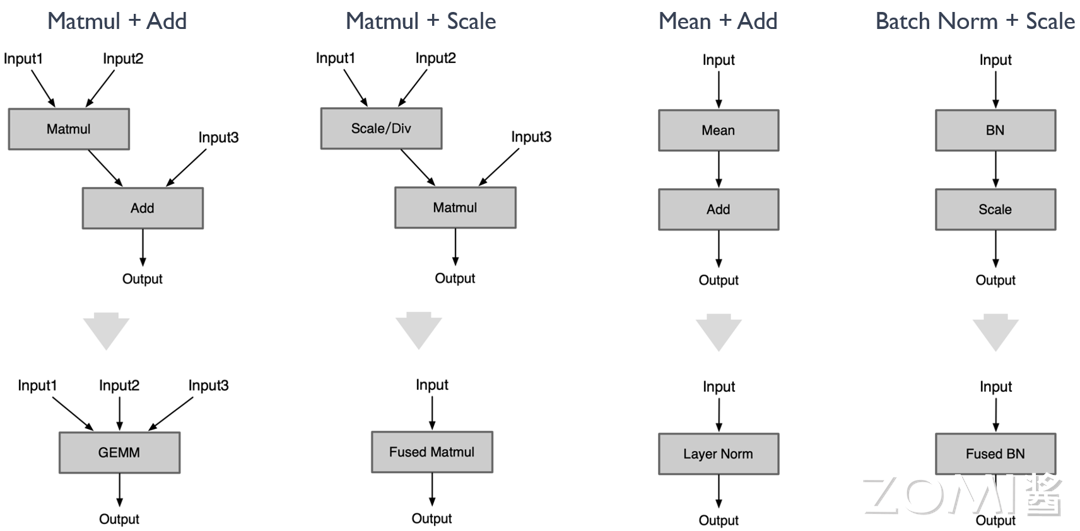 Matmul + Add
Matmul + Scale
Mean + Add
Batch Norm + Scale
Input1
Input2
Matmul
Input3
Add
Output
Input1
Input2
Scale/Div
Input3
Matmul
Output
Input
Mean
Add
Output
Input
BN
Scale
Output
Input1
Input2
Input3
GEMM
Output
Input
Fused Matmul
Output
Input
Layer Norm
Output
Input
Fused BN
Output
ZOMI酱